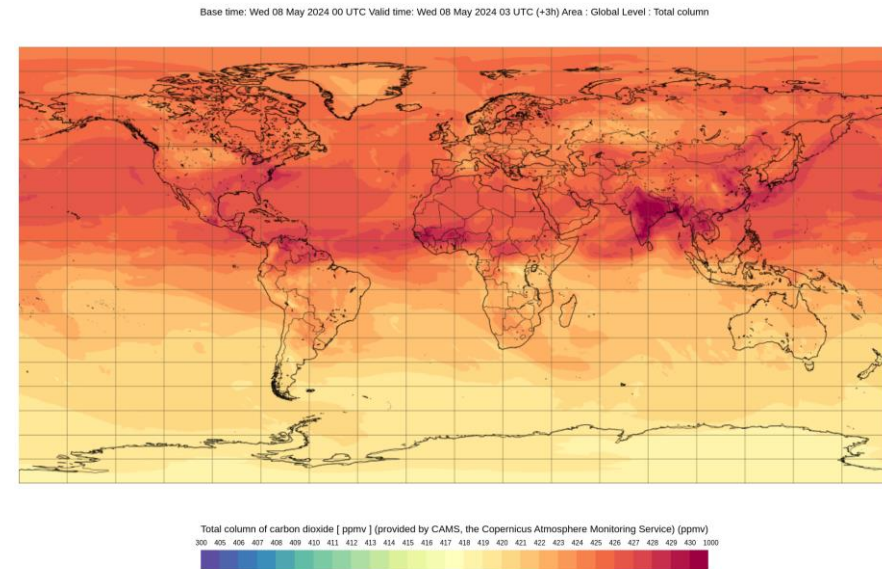 Base time: Wed 08 May 2024 00 UTC Valid time: Wed 08 May 2024 03 UTC (+3h) Area : Global Level : Total column
Total column of carbon dioxide [ ppmv ] (provided by CAMS, the Copernicus Atmosphere Monitoring Service) (ppmv)
300 405 406 407 408 409 410 411 412 413 414 415 416 417 418 419 420 421 422 423 424 425 426 427 428 429 430 1000